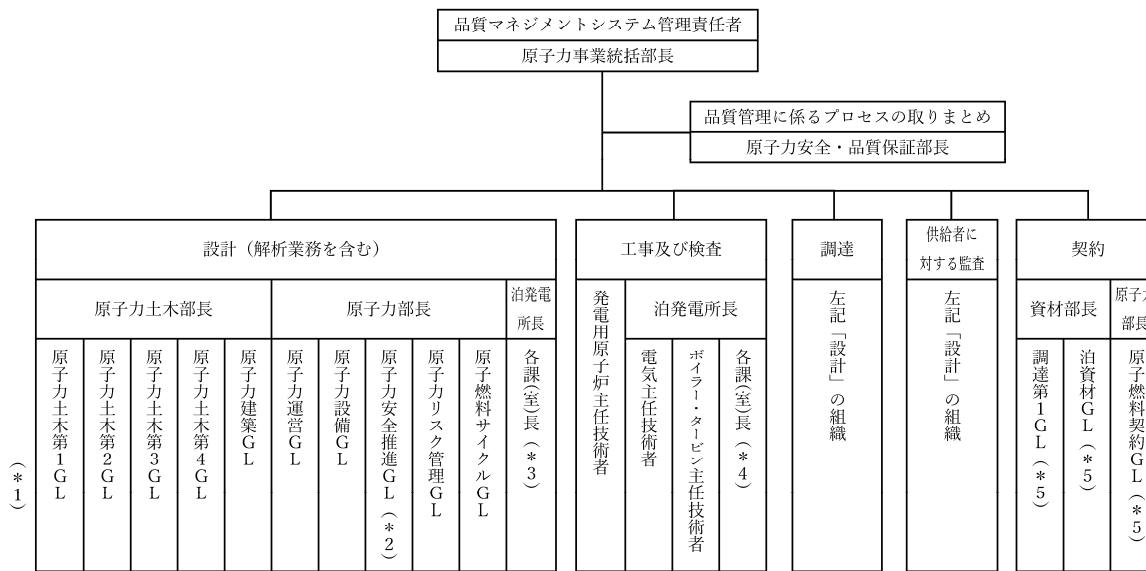 品質マネジメントシステム管理責任者
原子力事業統括部長
品質管理に係るプロセスの取りまとめ
原子力安全・品質保証部長
設計（解析業務を含む）
原子力土木部長
原子力部長
泊発電
所長
原子力土木第1GL
原子力土木第2GL
原子力土木第3GL
原子力土木第4GL
原子力建築GL
原子力運営GL
原子力設備GL
原子力安全推進GL（*2）
原子力リスク管理GL
原子燃料サイクルGL
各課(室)長（*3）
（*1）
工事及び検査
発電用原子炉主任技術者
泊発電所長
電気主任技術者
ボイラー・タービン主任技術者
各課(室)長（*4）
調達
左記「設計」の組織
供給者に
対する監査
左記「設計」の組織
契約
資材部長
原子力
部長
調達第1GL（*5）
泊資材GL（*5）
原子燃料契約GL（*5）